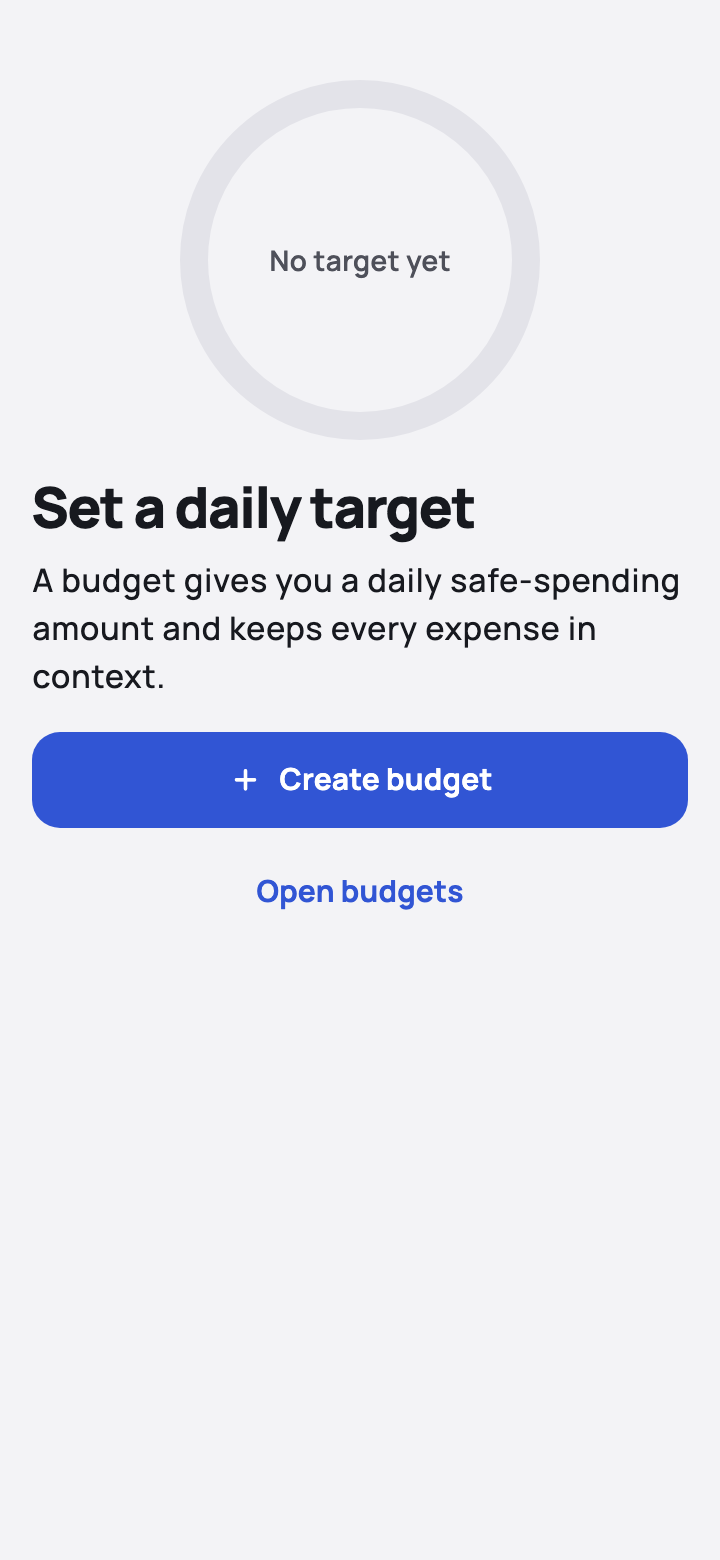 No target yet
Set a daily target
A budget gives you a daily safe-spending
amount and keeps every expense in
context.
+ Create budget
Open budgets